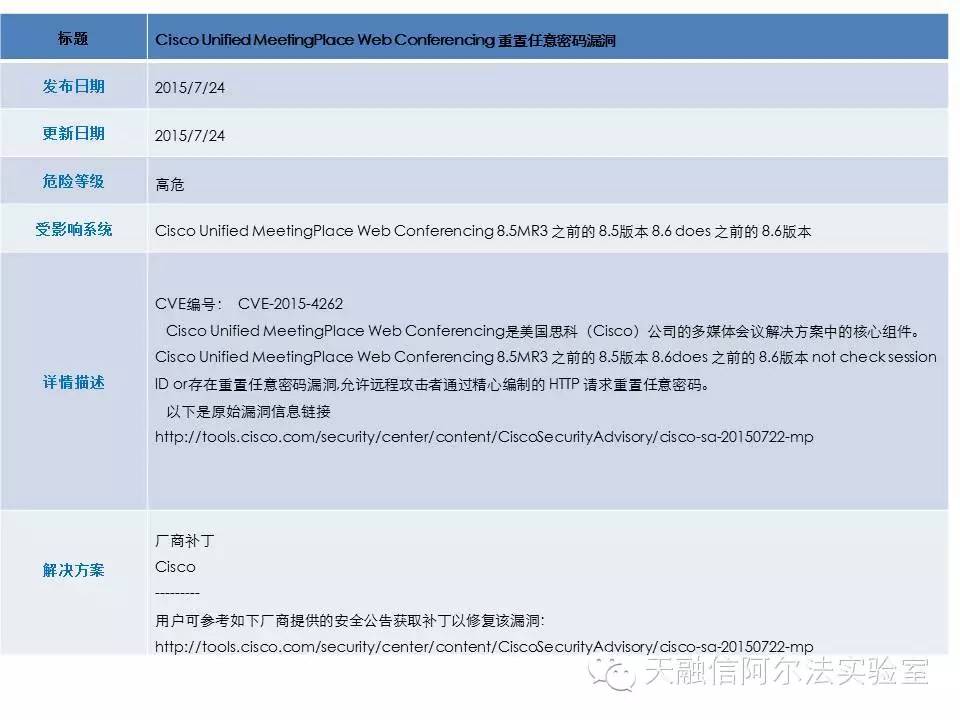 标题
Cisco Unified MeetingPlace Web Conferencing 重置任意密码漏洞
发布日期
2015/7/24
更新日期
2015/7/24
危险等级
高危
受影响系统
Cisco Unified MeetingPlace Web Conferencing 8.5MR3 之前的 8.5版本 8.6 does 之前的 8.6版本
详情描述
CVE编号： CVE-2015-4262
Cisco Unified MeetingPlace Web Conferencing是美国思科（Cisco）公司的多媒体会议解决方案中的核心组件。
Cisco Unified MeetingPlace Web Conferencing 8.5MR3 之前的 8.5版本 8.6does 之前的 8.6版本 not check session
ID or存在重置任意密码漏洞,允许远程攻击者通过精心编制的 HTTP 请求重置任意密码。
以下是原始漏洞信息链接
http://tools.cisco.com/security/center/content/CiscoSecurityAdvisory/cisco-sa-20150722-mp
解决方案
厂商补丁
Cisco
---------
用户可参考如下厂商提供的安全公告获取补丁以修复该漏洞：
http://tools.cisco.com/security/center/content/CiscoSecurityAdvisory/cisco-sa-20150722-mp
天融信阿尔法实验室